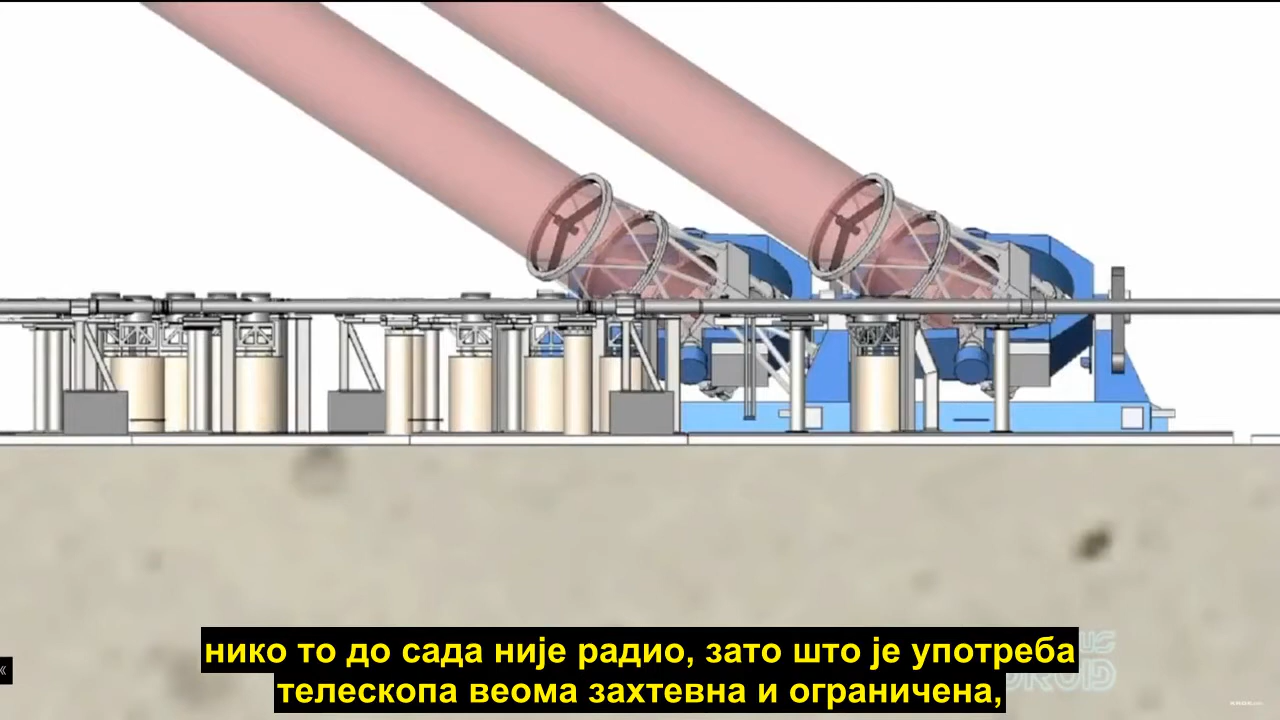 нико то до сада није радио, зато што је употреба
телескопа веома захтевна и ограничена,